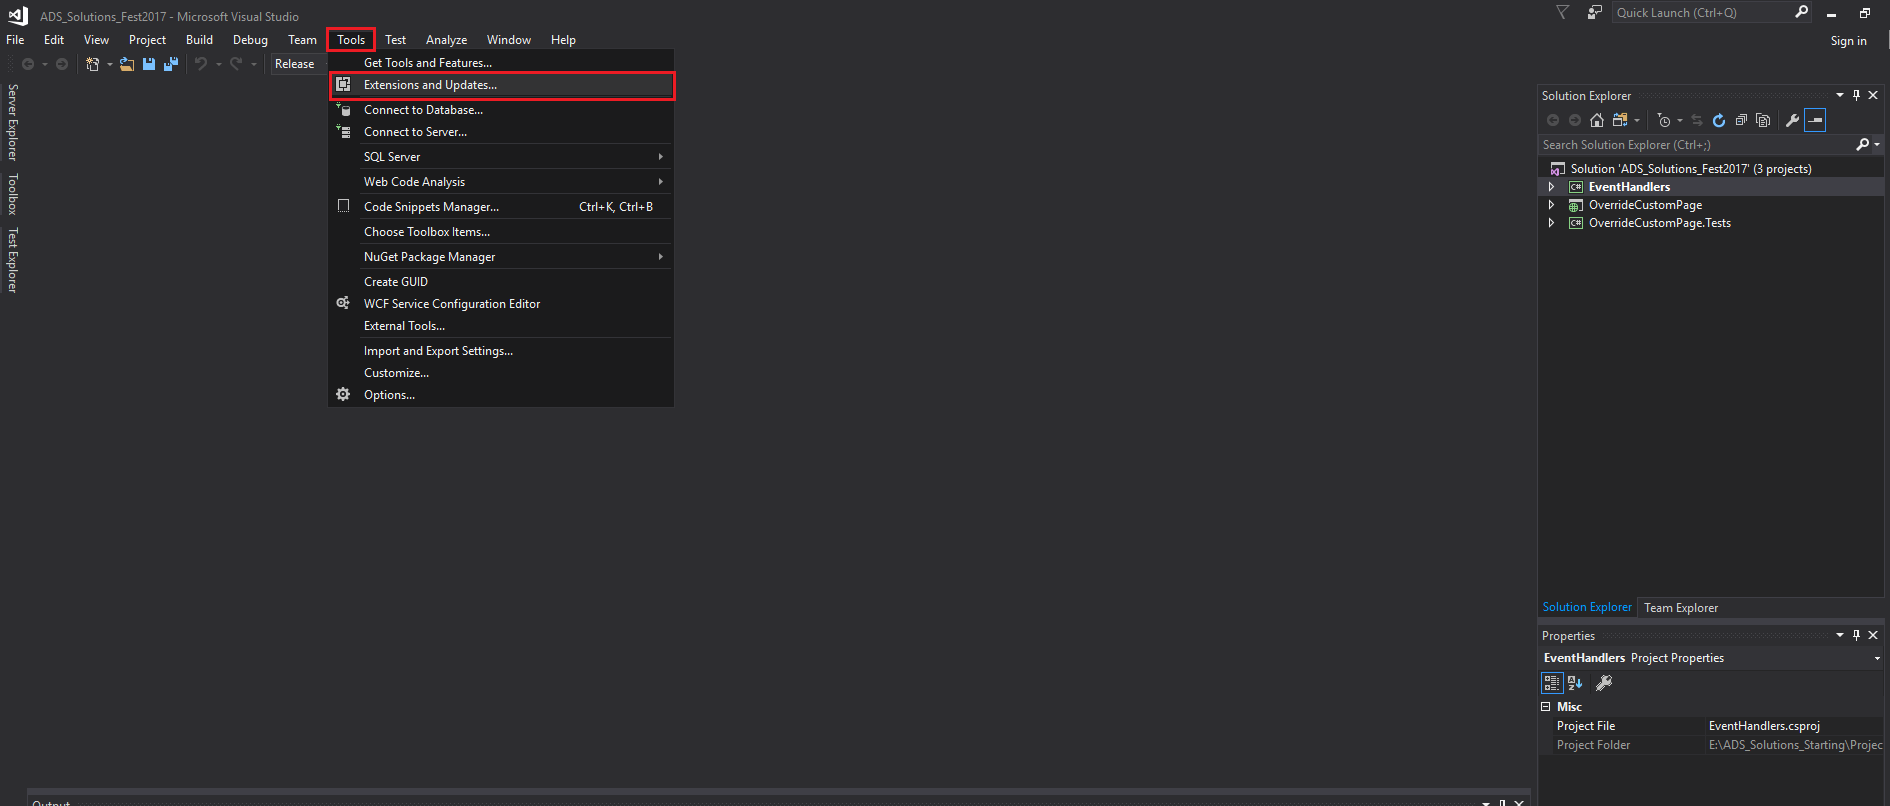 ADS_Solutions_Fest2017 - Microsoft Visual Studio
Quick Launch (Ctrl+Q)
File Edit View Project Build Debug Team Tools Test Analyze Window Help
Sign in
Release
Server Explorer
Toolbox
Test Explorer
Get Tools and Features...
Extensions and Updates...
Connect to Database...
Connect to Server...
SQL Server
Web Code Analysis
Code Snippets Manager... Ctrl+K, Ctrl+B
Choose Toolbox Items...
NuGet Package Manager
Create GUID
WCF Service Configuration Editor
External Tools...
Import and Export Settings...
Customize...
Options...
Solution Explorer
Search Solution Explorer (Ctrl+;)
Solution 'ADS_Solutions_Fest2017' (3 projects)
C# EventHandlers
OverrideCustomPage
C# OverrideCustomPage.Tests
Solution Explorer Team Explorer
Properties
EventHandlers Project Properties
Misc
Project File EventHandlers.csproj
Project Folder E:\ADS_Solutions_Starting\Projec
Output